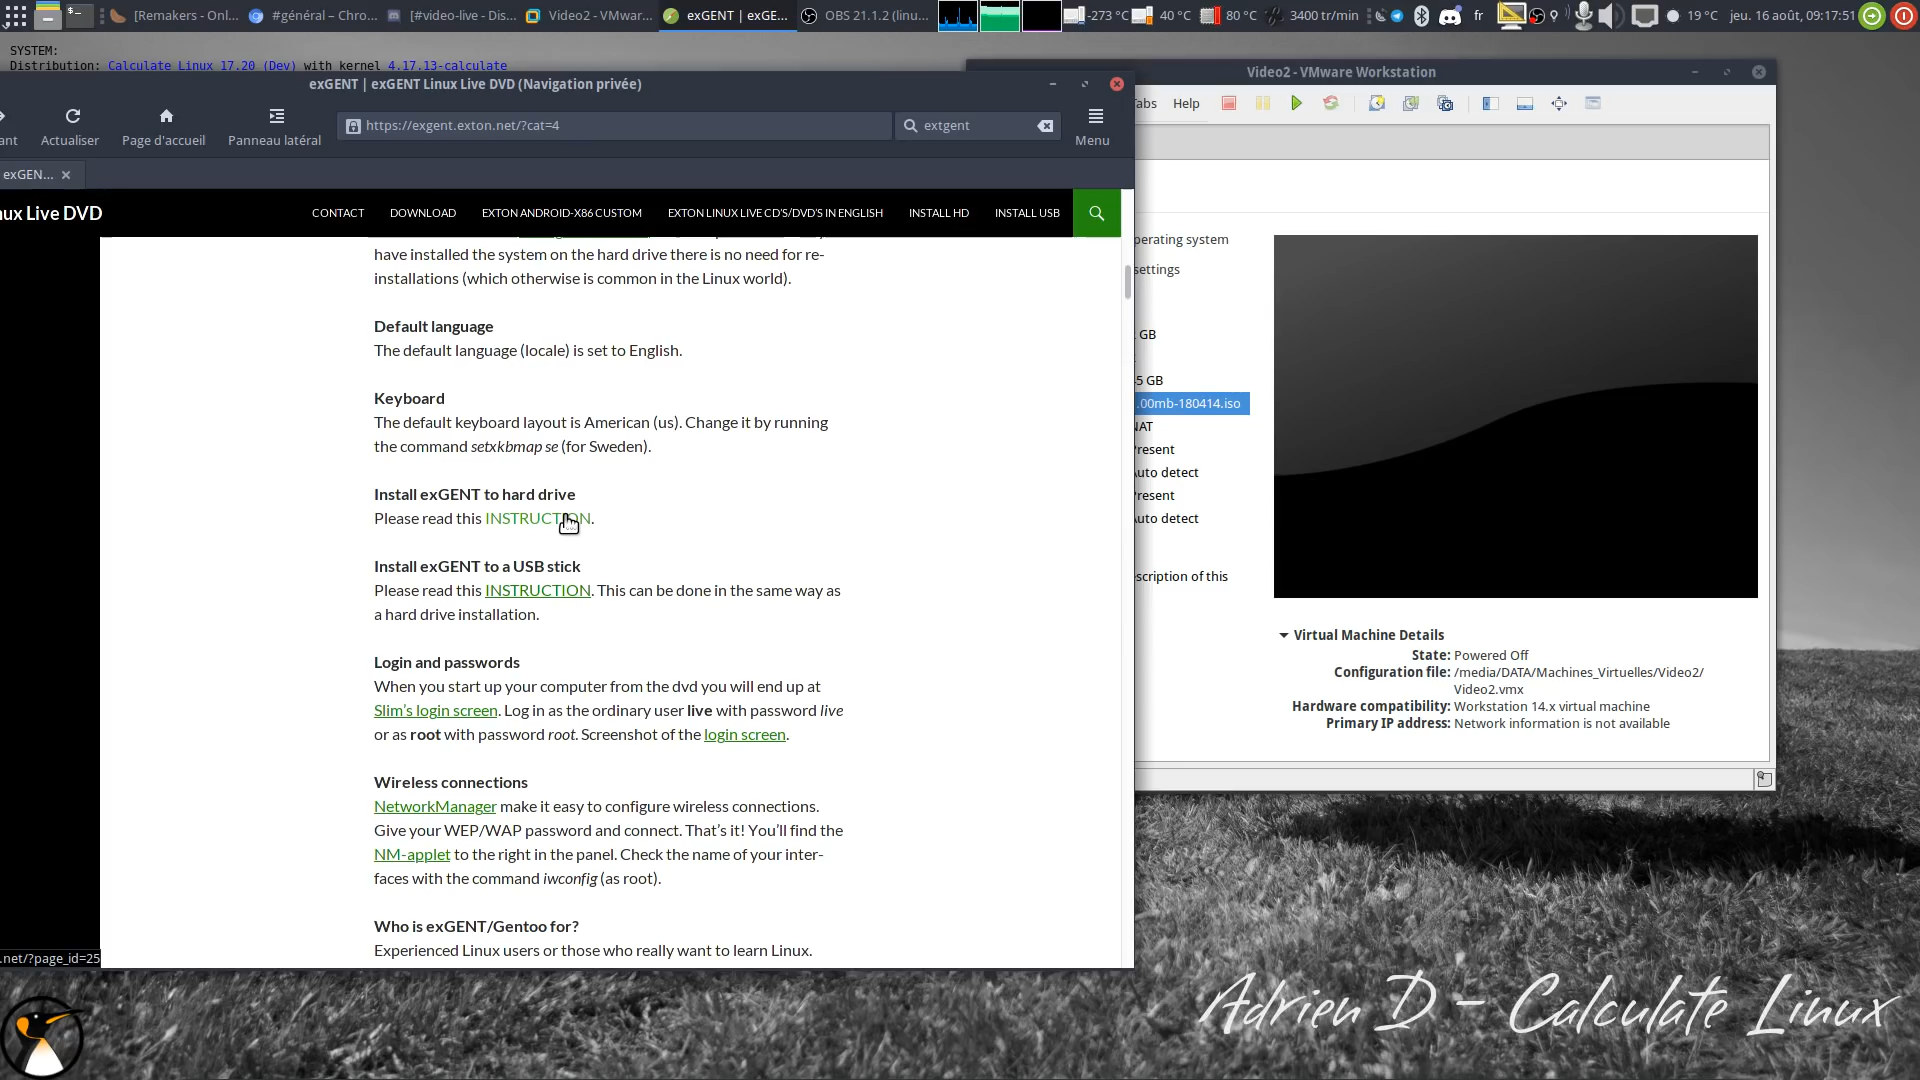 [Remakers - Onl...
#général – Chro...
[#video-live - Dis...
Video2 - VMwar...
exGENT | exGE...
OBS 21.1.2 (linu...
-273 °C
40 °C
80 °C
3400 tr/min
fr
19 °C
jeu. 16 août, 09:17:51
SYSTEM:
Distribution: Calculate Linux 17.20 (Dev) with kernel 4.17.13-calculate
exGENT | exGENT Linux Live DVD (Navigation privée)
ant
Actualiser
Page d'accueil
Panneau latéral
https://exgent.exton.net/?cat=4
extgent
Menu
exGEN...
nux Live DVD
CONTACT
DOWNLOAD
EXTON ANDROID-X86 CUSTOM
EXTON LINUX LIVE CD'S/DVD'S IN ENGLISH
INSTALL HD
INSTALL USB
have installed the system on the hard drive there is no need for re-
installations (which otherwise is common in the Linux world).
Default language
The default language (locale) is set to English.
Keyboard
The default keyboard layout is American (us). Change it by running
the command setxkbmap se (for Sweden).
Install exGENT to hard drive
Please read this INSTRUCTION.
Install exGENT to a USB stick
Please read this INSTRUCTION. This can be done in the same way as
a hard drive installation.
Login and passwords
When you start up your computer from the dvd you will end up at
Slim's login screen. Log in as the ordinary user live with password live
or as root with password root. Screenshot of the login screen.
Wireless connections
NetworkManager make it easy to configure wireless connections.
Give your WEP/WAP password and connect. That's it! You'll find the
NM-applet to the right in the panel. Check the name of your inter-
faces with the command iwconfig (as root).
Who is exGENT/Gentoo for?
Experienced Linux users or those who really want to learn Linux.
.net/?page_id=25
Video2 - VMware Workstation
Tabs
Help
perating system
settings
GB
5 GB
.00mb-180414.iso
NAT
Present
Auto detect
Present
Auto detect
escription of this
Virtual Machine Details
State: Powered Off
Configuration file: /media/DATA/Machines_Virtuelles/Video2/
Video2.vmx
Hardware compatibility: Workstation 14.x virtual machine
Primary IP address: Network information is not available
Adrien D - Calculate Linux